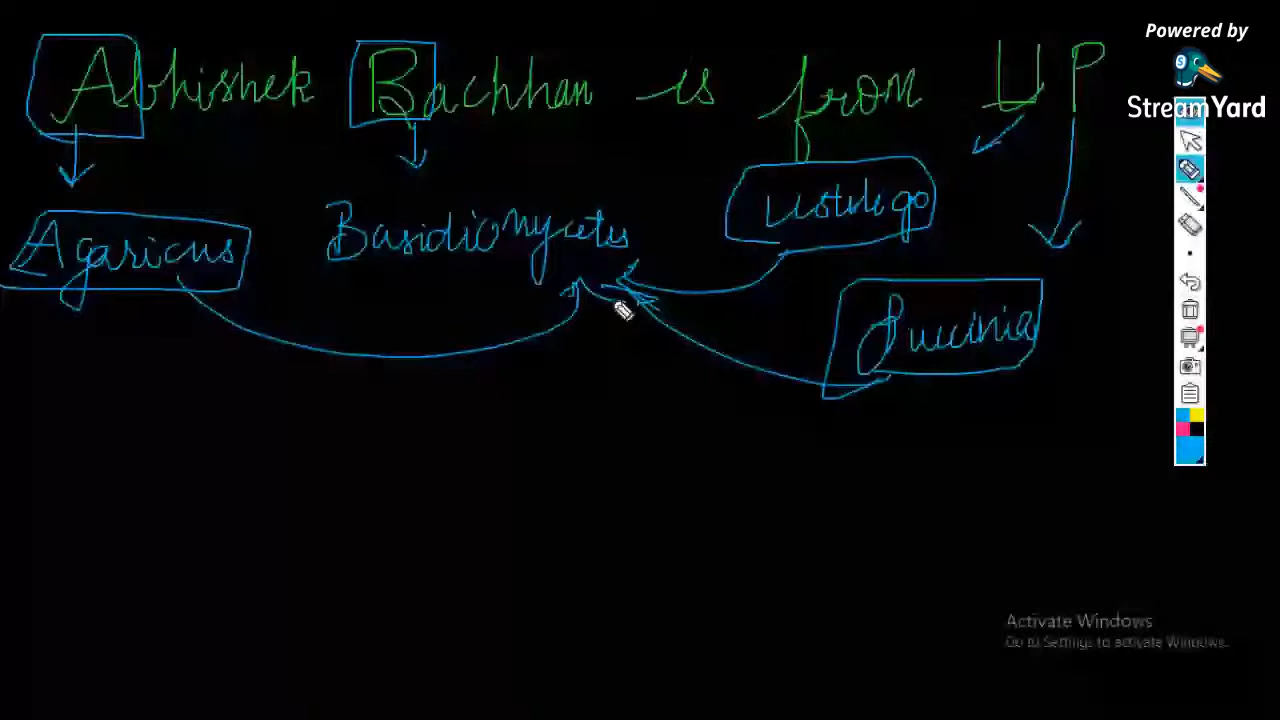 Powered by
StreamYard
Abhishek Bachhan is from UP
Agaricus
Basidiomycetes
Ustilego
Puccinia
Activate Windows
Go to Settings to activate Windows.